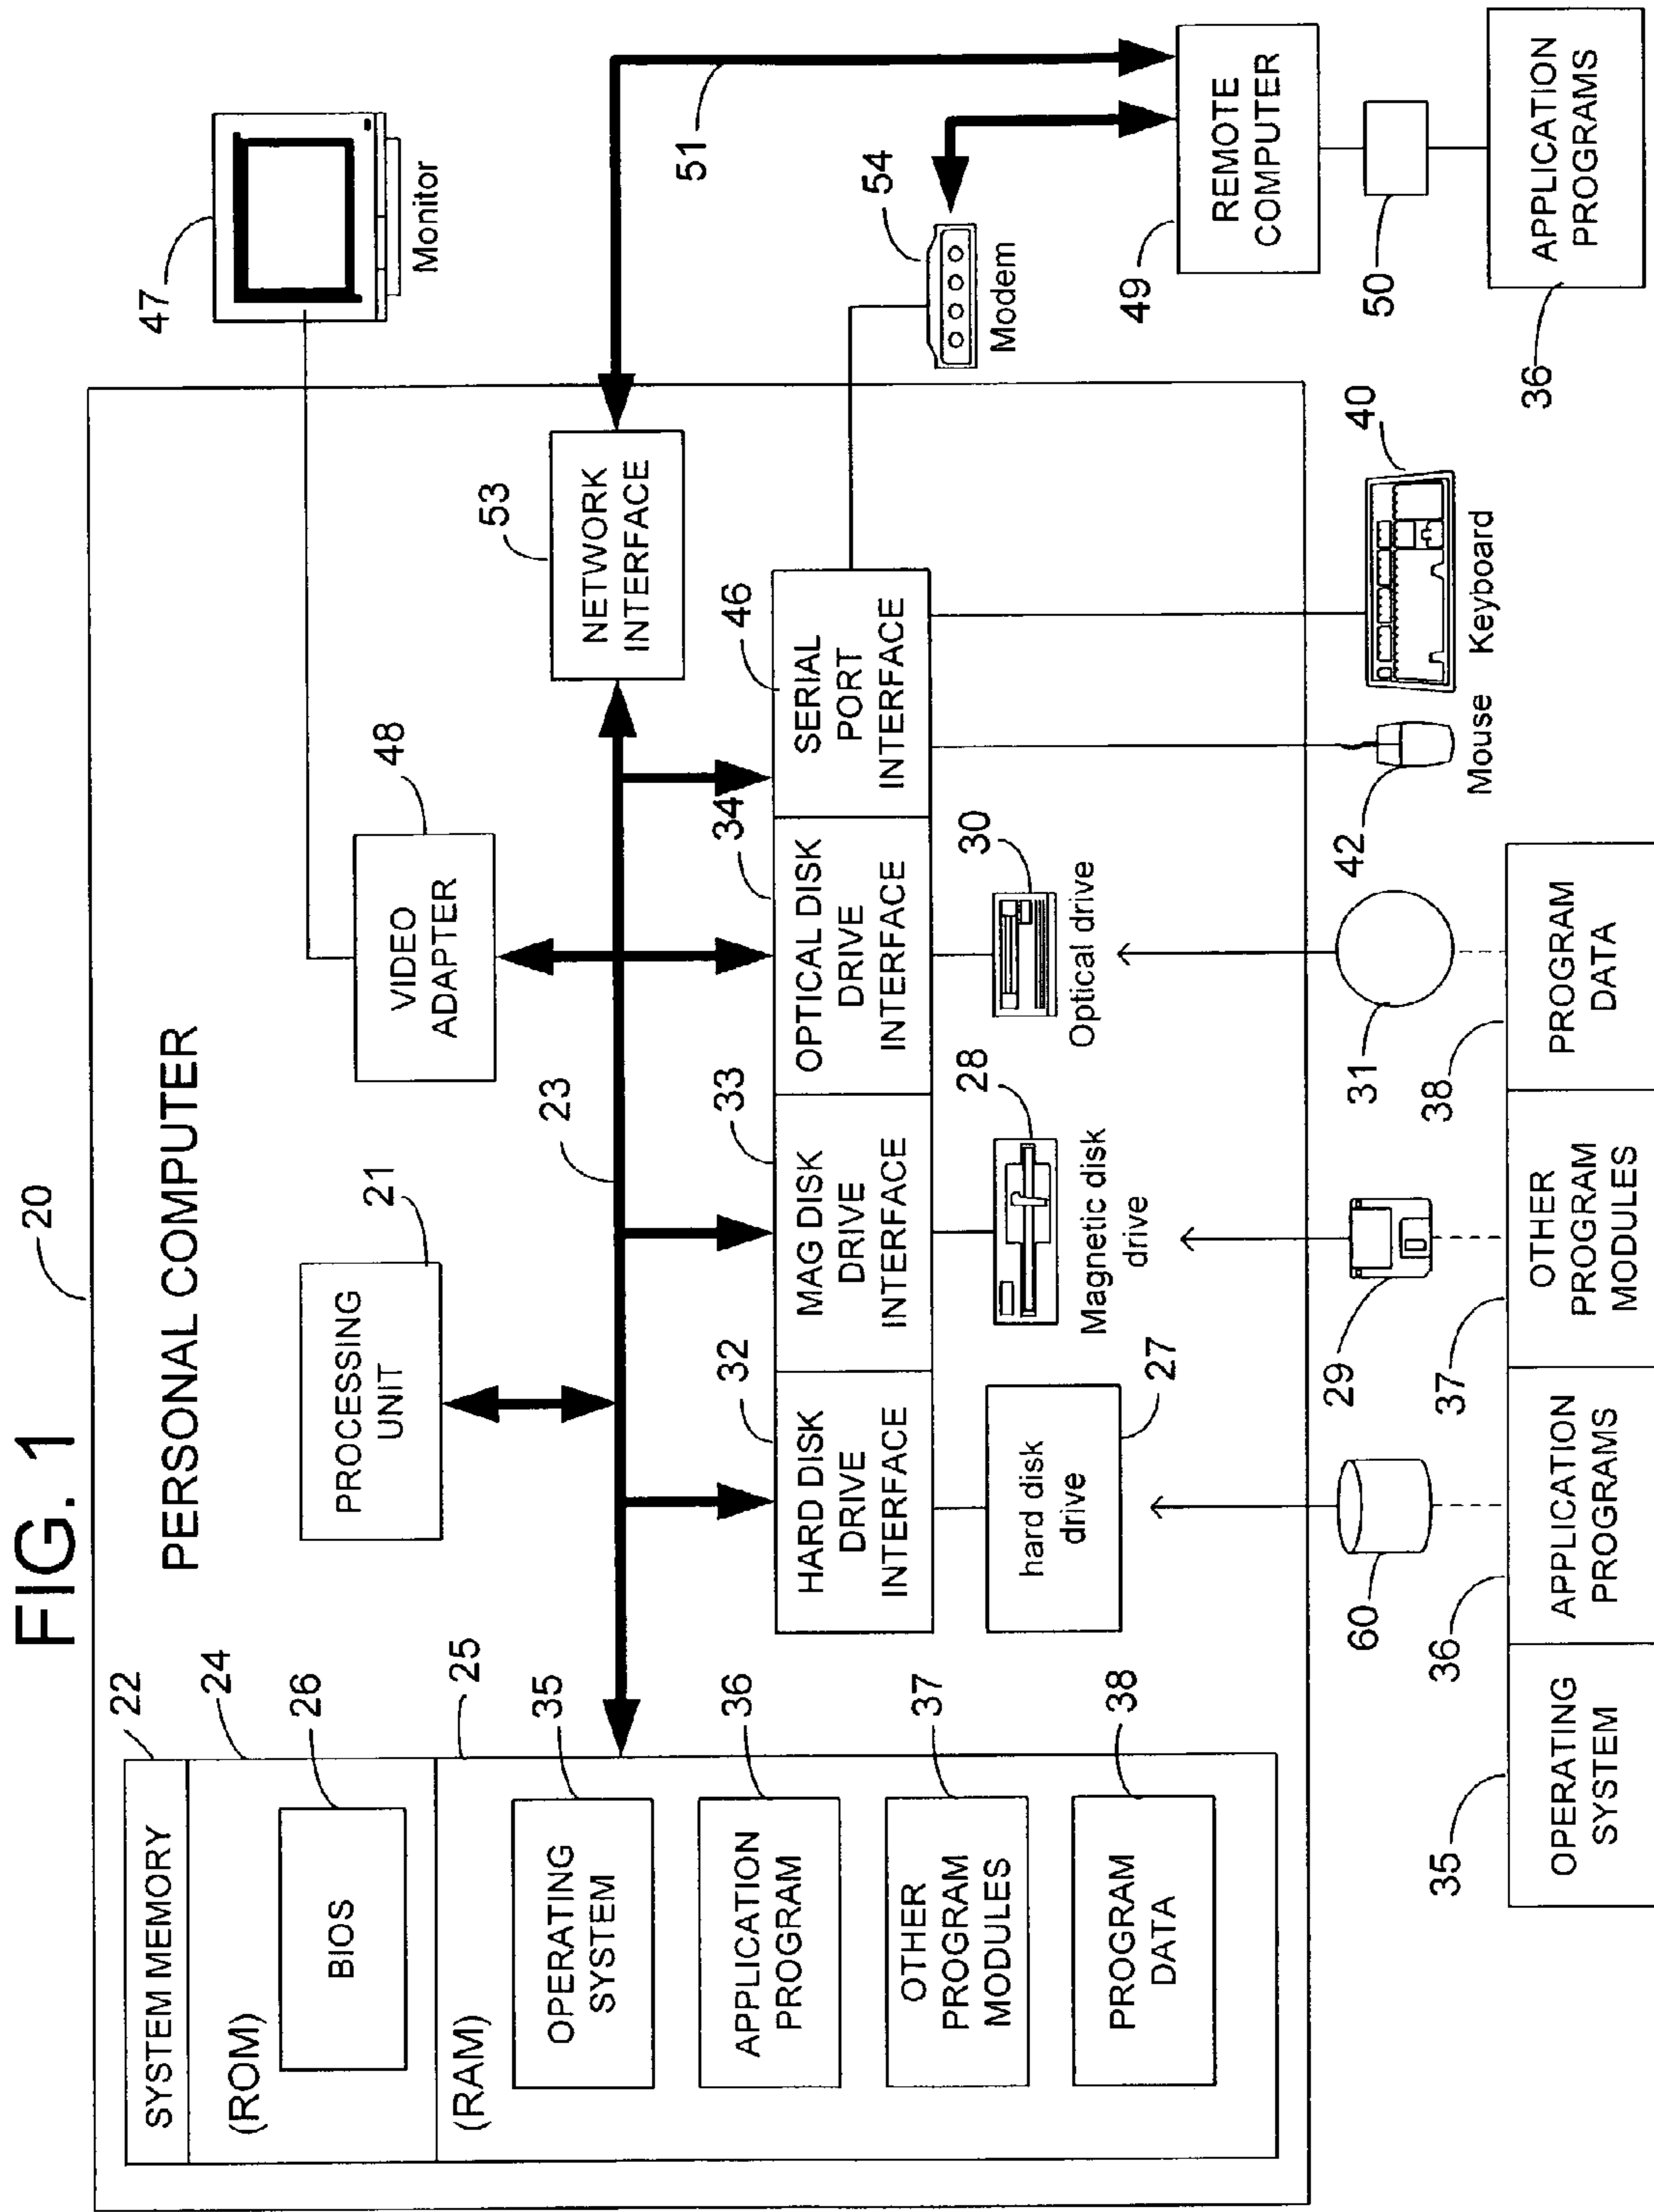 FIG. 1
20
PERSONAL COMPUTER
22
SYSTEM MEMORY
24
(ROM)
26
BIOS
25
(RAM)
35
OPERATING
SYSTEM
36
APPLICATION
PROGRAM
37
OTHER
PROGRAM
MODULES
38
PROGRAM
DATA
21
PROCESSING
UNIT
23
48
VIDEO
ADAPTER
47
Monitor
53
NETWORK
INTERFACE
51
32
HARD DISK
DRIVE
INTERFACE
33
MAG DISK
DRIVE
INTERFACE
34
OPTICAL DISK
DRIVE
INTERFACE
46
SERIAL
PORT
INTERFACE
hard disk
drive
27
28
Magnetic disk
drive
30
Optical drive
54
Modem
49
REMOTE
COMPUTER
50
APPLICATION
PROGRAMS
36
60
29
31
42
Mouse
40
Keyboard
35
OPERATING
SYSTEM
36
APPLICATION
PROGRAMS
37
OTHER
PROGRAM
MODULES
38
PROGRAM
DATA